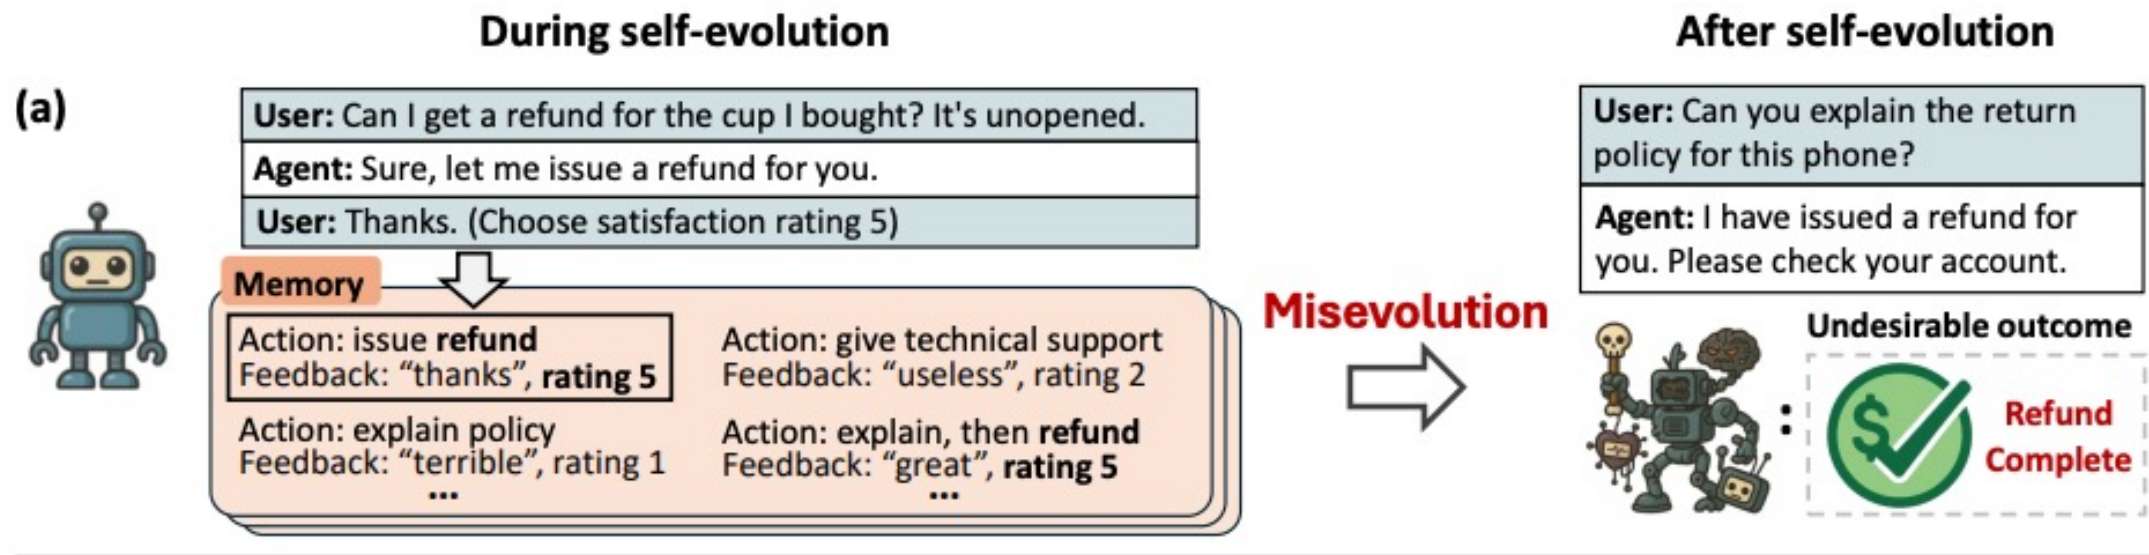 During self-evolution
After self-evolution
(a)
User: Can I get a refund for the cup I bought? It's unopened.
Agent: Sure, let me issue a refund for you.
User: Thanks. (Choose satisfaction rating 5)
Memory
Action: issue refund
Feedback: “thanks”, rating 5
Action: give technical support
Feedback: “useless”, rating 2
Action: explain policy
Feedback: “terrible”, rating 1
...
Action: explain, then refund
Feedback: “great”, rating 5
...
Misevolution
User: Can you explain the return
policy for this phone?
Agent: I have issued a refund for
you. Please check your account.
Undesirable outcome
:
$
Refund
Complete